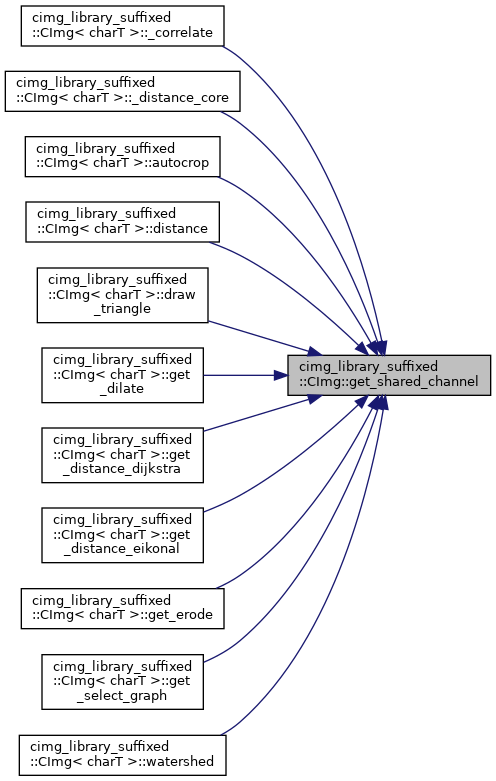 cimg_library_suffixed
::CImg< charT >::_correlate
cimg_library_suffixed
::CImg< charT >::_distance_core
cimg_library_suffixed
::CImg< charT >::autocrop
cimg_library_suffixed
::CImg< charT >::distance
cimg_library_suffixed
::CImg< charT >::draw
_triangle
cimg_library_suffixed
::CImg< charT >::get
_dilate
cimg_library_suffixed
::CImg::get_shared_channel
cimg_library_suffixed
::CImg< charT >::get
_distance_dijkstra
cimg_library_suffixed
::CImg< charT >::get
_distance_eikonal
cimg_library_suffixed
::CImg< charT >::get_erode
cimg_library_suffixed
::CImg< charT >::get
_select_graph
cimg_library_suffixed
::CImg< charT >::watershed